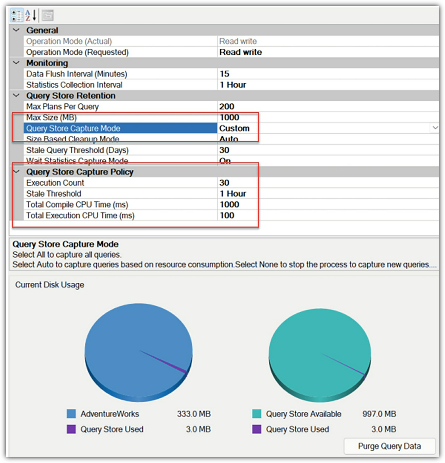 General
Operation Mode (Actual) Read write
Operation Mode (Requested) Read write
Monitoring
Data Flush Interval (Minutes) 15
Statistics Collection Interval 1 Hour
Query Store Retention
Max Plans Per Query 200
Max Size (MB) 1000
Query Store Capture Mode Custom
Size Based Cleanup Mode Auto
Stale Query Threshold (Days) 30
Wait Statistics Capture Mode On
Query Store Capture Policy
Execution Count 30
Stale Threshold 1 Hour
Total Compile CPU Time (ms) 1000
Total Execution CPU Time (ms) 100
Query Store Capture Mode
Select All to capture all queries.
Select Auto to capture queries based on resource consumption Select None to stop the process to capture new queries....
Current Disk Usage
AdventureWorks 333.0 MB
Query Store Used 3.0 MB
Query Store Available 997.0 MB
Query Store Used 3.0 MB
Purge Query Data